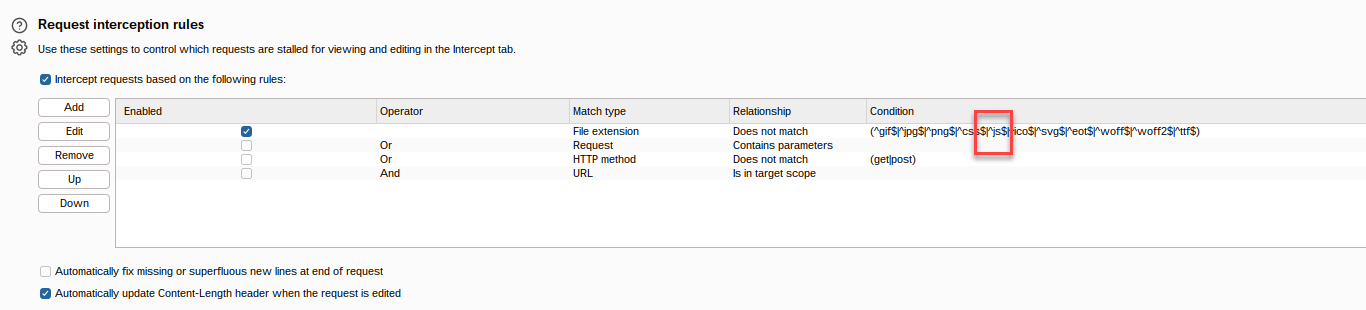 Request interception rules
Use these settings to control which requests are stalled for viewing and editing in the Intercept tab.
Intercept requests based on the following rules:
Add
Edit
Remove
Up
Down
Enabled Operator Match type Relationship Condition
File extension Does not match (^gif$|^jpg$|^png$|^css$|^js$|^ico$|^svg$|^eot$|^woff$|^woff2$|^ttf$)
Or Request Contains parameters
Or HTTP method Does not match (get|post)
And URL Is in target scope
Automatically fix missing or superfluous new lines at end of request
Automatically update Content-Length header when the request is edited